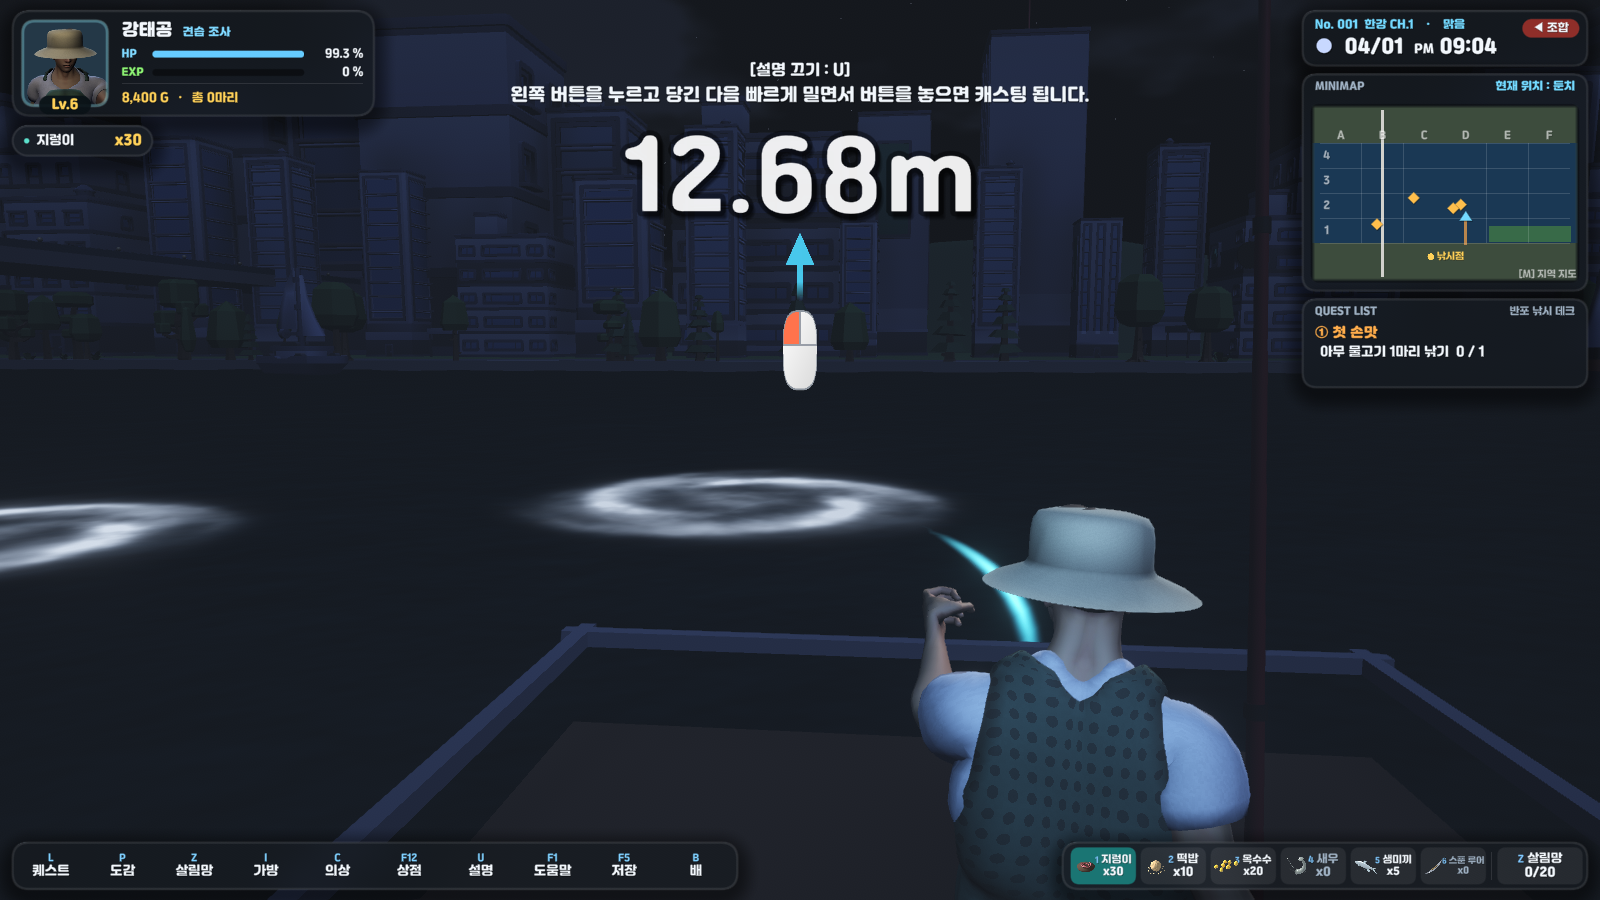 강태공 견습 조사
HP 99.3 %
EXP 0 %
Lv.6
8,400 G · 총 0마리
지렁이 x30
[설명 끄기 : U]
왼쪽 버튼을 누르고 당긴 다음 빠르게 밀면서 버튼을 놓으면 캐스팅 됩니다.
12.68m
No. 001 한강 CH.1 · 맑음
◀ 조합
04/01 PM 09:04
MINIMAP 현재 위치 : 둔치
A B C D E F
4
3
2
1
낚시점
[M] 지역 지도
QUEST LIST 반포 낚시 데크
① 첫 손맛
아무 물고기 1마리 낚기 0 / 1
L 퀘스트
P 도감
Z 살림망
I 가방
C 의상
F12 상점
U 설명
F1 도움말
F5 저장
B 배
1 지렁이 x30
2 떡밥 x10
3 옥수수 x20
4 새우 x0
5 생미끼 x5
6 스푼 루어 x0
Z 살림망 0/20